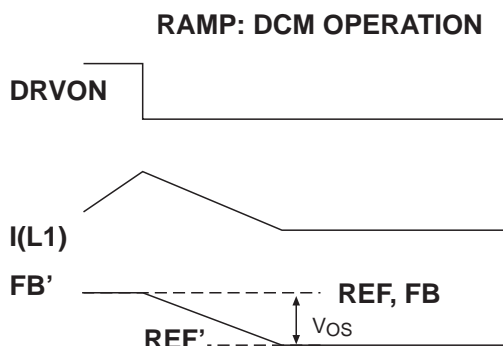 RAMP: DCM OPERATION
DRVON
I(L1)
FB’
REF, FB
VOS
REF’